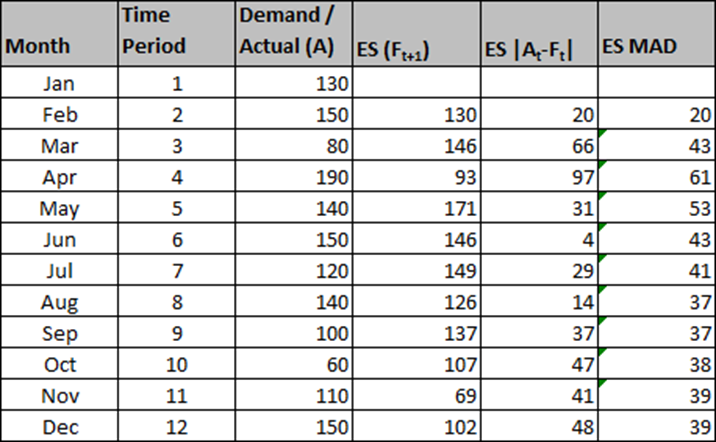 Month Time Period Demand / Actual (A) ES (Ft+1) ES |At-Ft| ES MAD
Jan 1 130
Feb 2 150 130 20 20
Mar 3 80 146 66 43
Apr 4 190 93 97 61
May 5 140 171 31 53
Jun 6 150 146 4 43
Jul 7 120 149 29 41
Aug 8 140 126 14 37
Sep 9 100 137 37 37
Oct 10 60 107 47 38
Nov 11 110 69 41 39
Dec 12 150 102 48 39